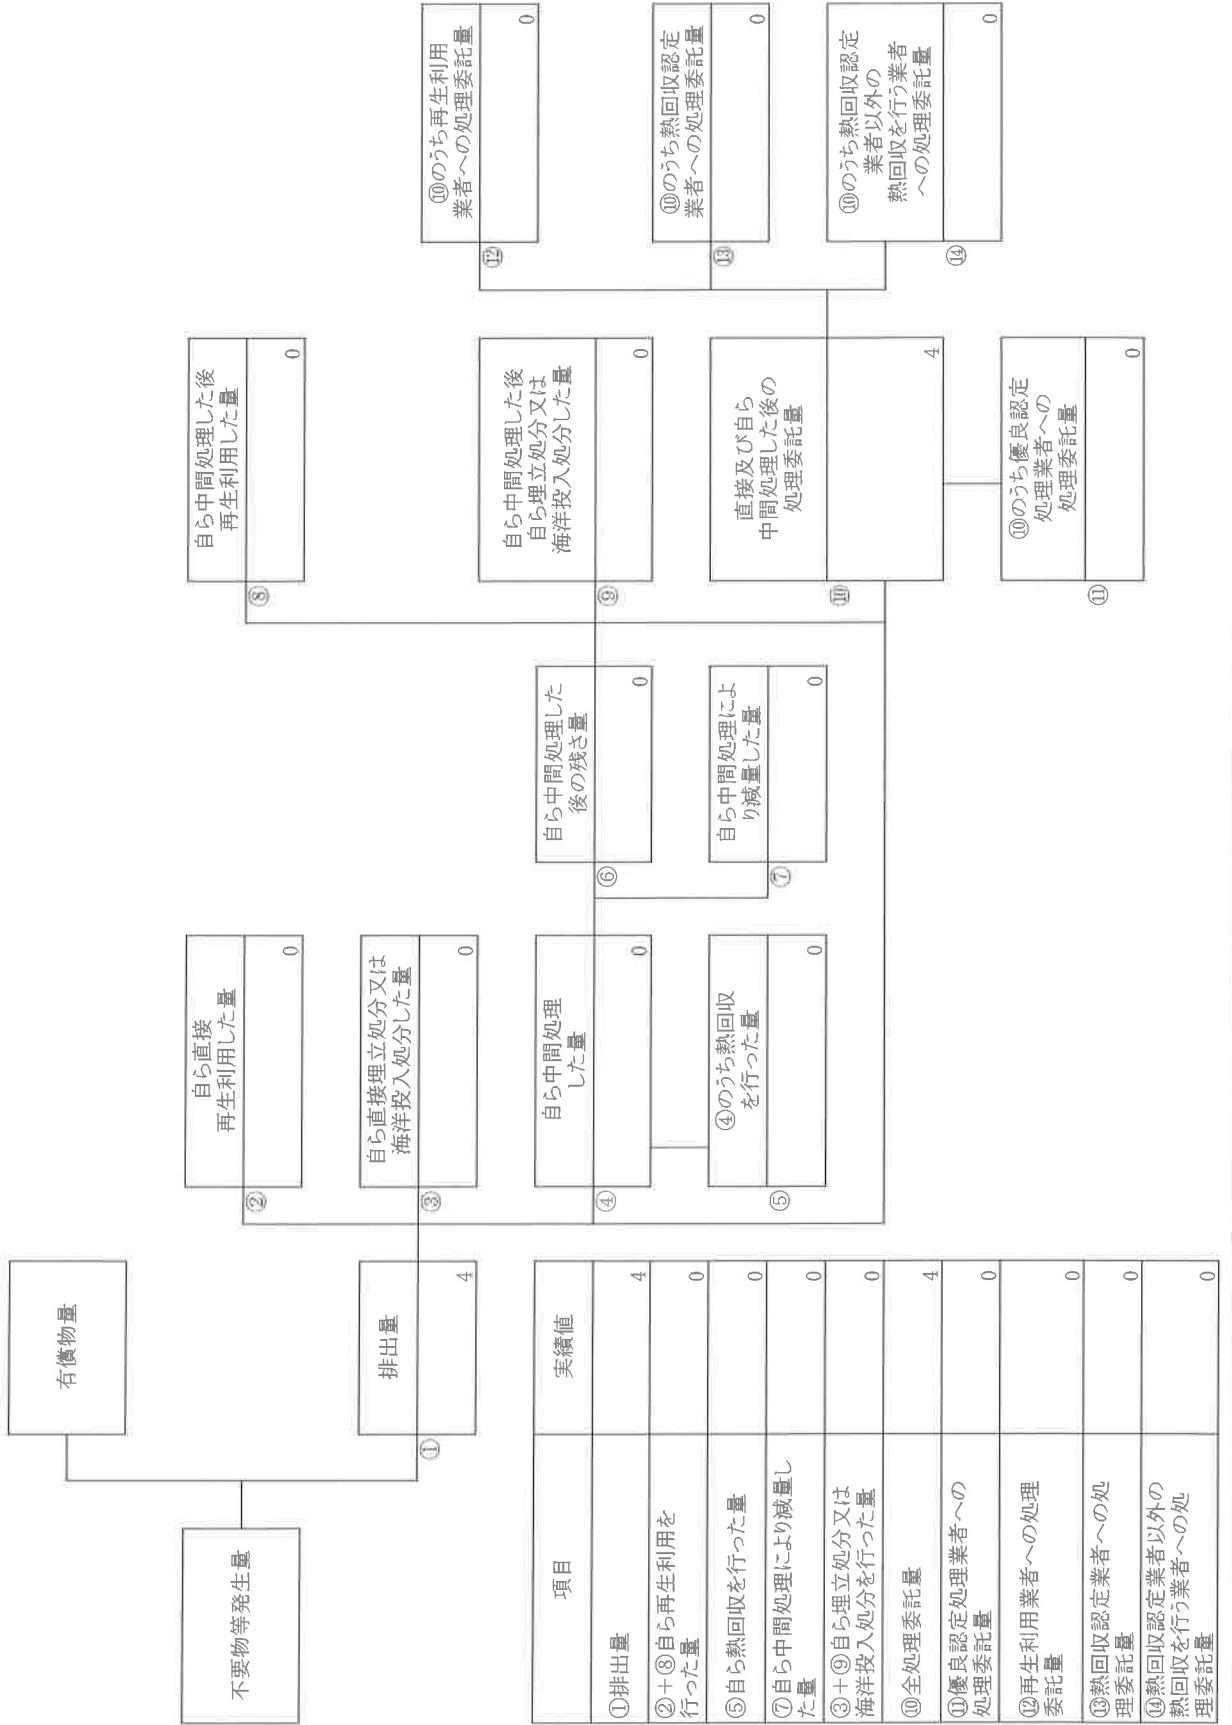 不要物等発生量
有償物量
①
排出量
4
②
自ら直接
再生利用した量
0
③
自ら直接埋立処分又は
海洋投入処分した量
0
④
自ら中間処理
した量
0
⑤
④のうち熱回収
を行った量
0
⑥
自ら中間処理した
後の残さ量
0
⑦
自ら中間処理によ
り減量した量
0
⑧
自ら中間処理した後
再生利用した量
0
⑨
自ら中間処理した後
自ら埋立処分又は
海洋投入処分した量
0
⑩
直接及び自ら
中間処理した後の
処理委託量
4
⑪
⑩のうち優良認定
処理業者への
処理委託量
0
⑫
⑩のうち再生利用
業者への処理委託量
0
⑬
⑩のうち熱回収認定
業者への処理委託量
0
⑭
⑩のうち熱回収認定
業者以外の
熱回収を行う業者
への処理委託量
0
項目 実績値
①排出量 4
②+⑧自ら再生利用を
行った量 0
⑤自ら熱回収を行った量 0
⑦自ら中間処理により減量し
た量 0
③+⑨自ら埋立処分又は
海洋投入処分を行った量 0
⑩全処理委託量 4
⑪優良認定処理業者への
処理委託量 0
⑫再生利用業者への処理
委託量 0
⑬熱回収認定業者への処
理委託量 0
⑭熱回収認定業者以外の
熱回収を行う業者への処
理委託量 0